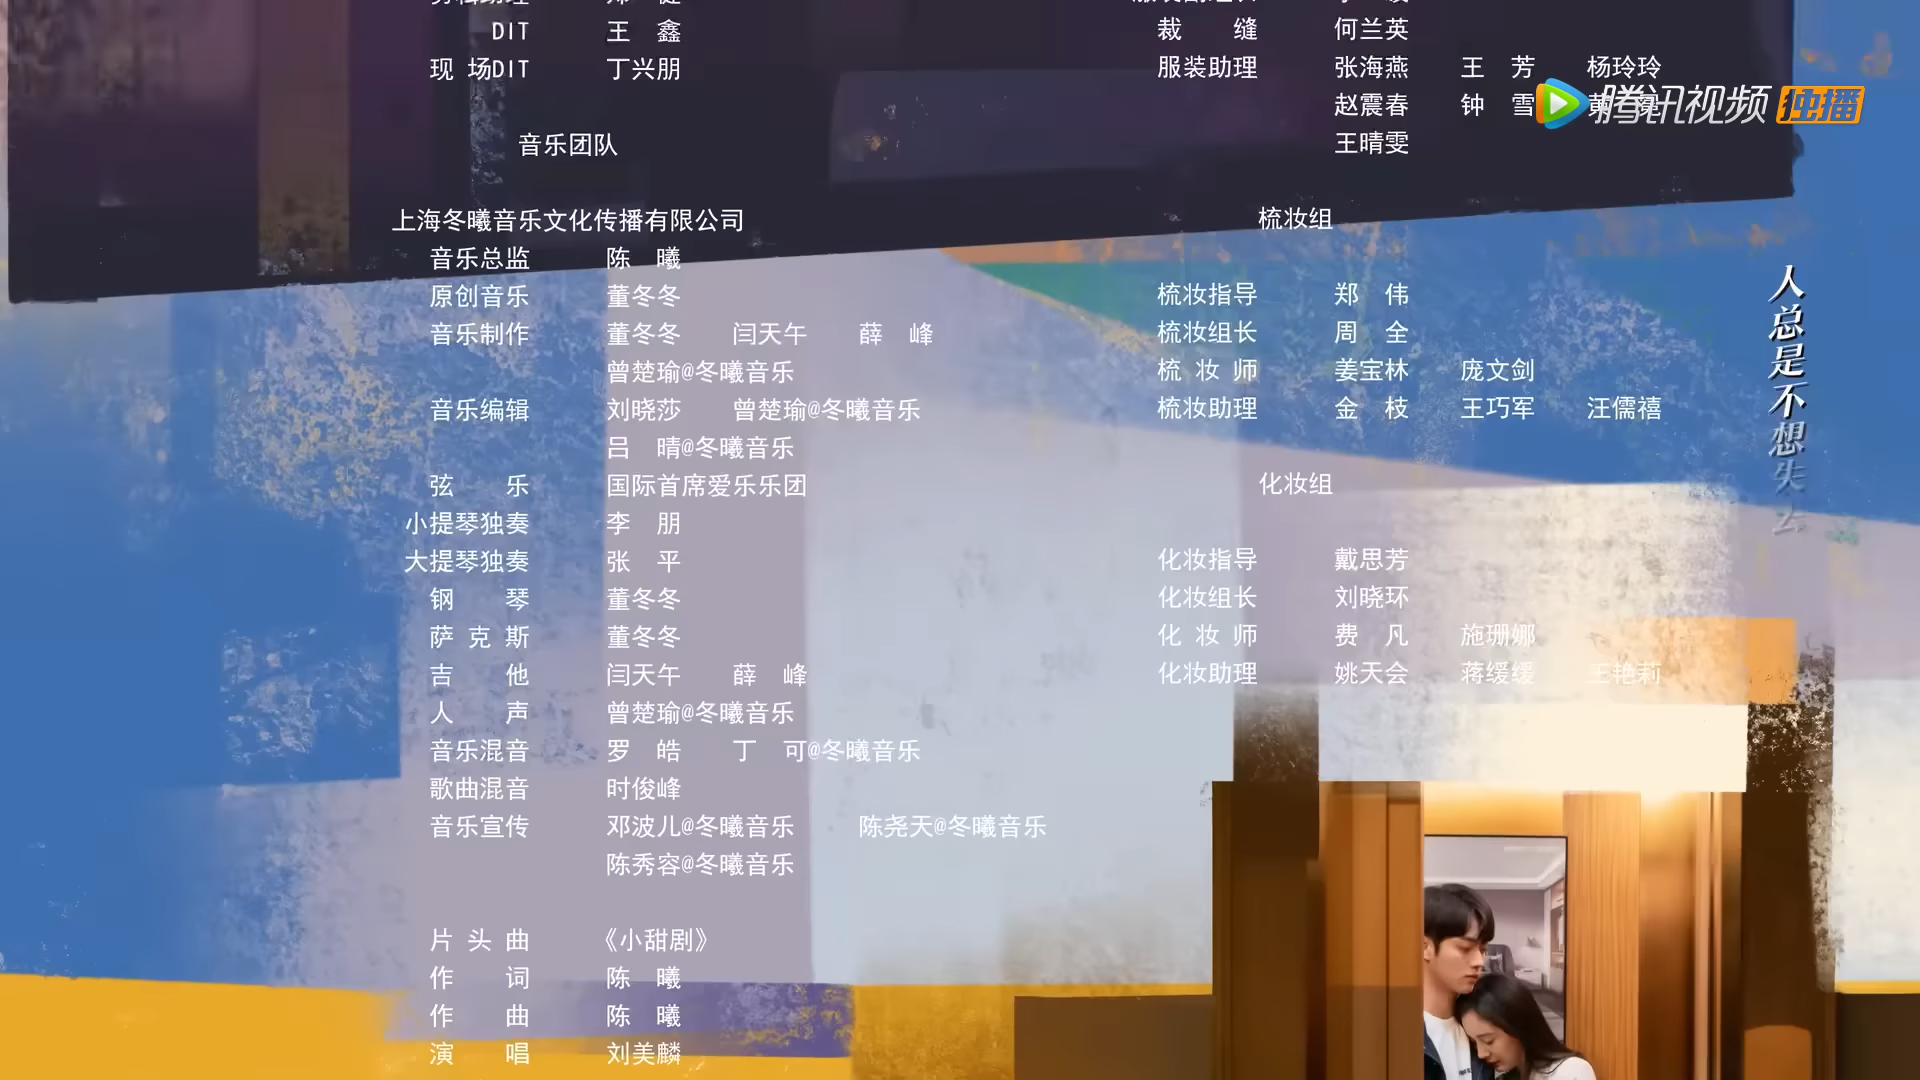 DIT 王 鑫
现 场DIT 丁兴朋
音乐团队
上海冬曦音乐文化传播有限公司
音乐总监 陈 曦
原创音乐 董冬冬
音乐制作 董冬冬 闫天午 薛 峰
曾楚瑜@冬曦音乐
音乐编辑 刘晓莎 曾楚瑜@冬曦音乐
吕 晴@冬曦音乐
弦 乐 国际首席爱乐乐团
小提琴独奏 李 朋
大提琴独奏 张 平
钢 琴 董冬冬
萨 克 斯 董冬冬
吉 他 闫天午 薛 峰
人 声 曾楚瑜@冬曦音乐
音乐混音 罗 皓 丁 可@冬曦音乐
歌曲混音 时俊峰
音乐宣传 邓波儿@冬曦音乐 陈尧天@冬曦音乐
陈秀容@冬曦音乐
片 头 曲 《小甜剧》
作 词 陈 曦
作 曲 陈 曦
演 唱 刘美麟
裁 缝 何兰英
服装助理 张海燕 王 芳 杨玲玲
赵震春 钟 雪
王晴雯
梳妆组
梳妆指导 郑 伟
梳妆组长 周 全
梳 妆 师 姜宝林 庞文剑
梳妆助理 金 枝 王巧军 汪儒禧
化妆组
化妆指导 戴思芳
化妆组长 刘晓环
化 妆 师 费 凡 施珊娜
化妆助理 姚天会 蒋缓缓 王艳莉
腾讯视频 独播
人总是不想失去